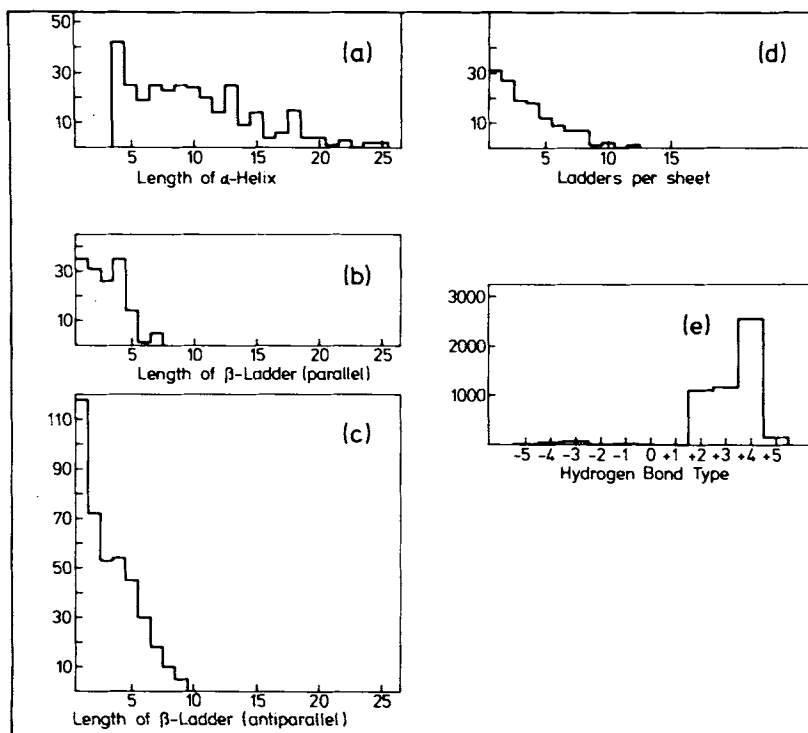 (a)
50
30
10
5 10 15 20 25
Length of α-Helix
(d)
30
10
5 10 15
Ladders per sheet
(b)
30
10
5 10 15 20 25
Length of β-Ladder (parallel)
(e)
3000
2000
1000
-5 -4 -3 -2 -1 0 +1 +2 +3 +4 +5
Hydrogen Bond Type
(c)
110
90
70
50
30
10
5 10 15 20 25
Length of β-Ladder (antiparallel)